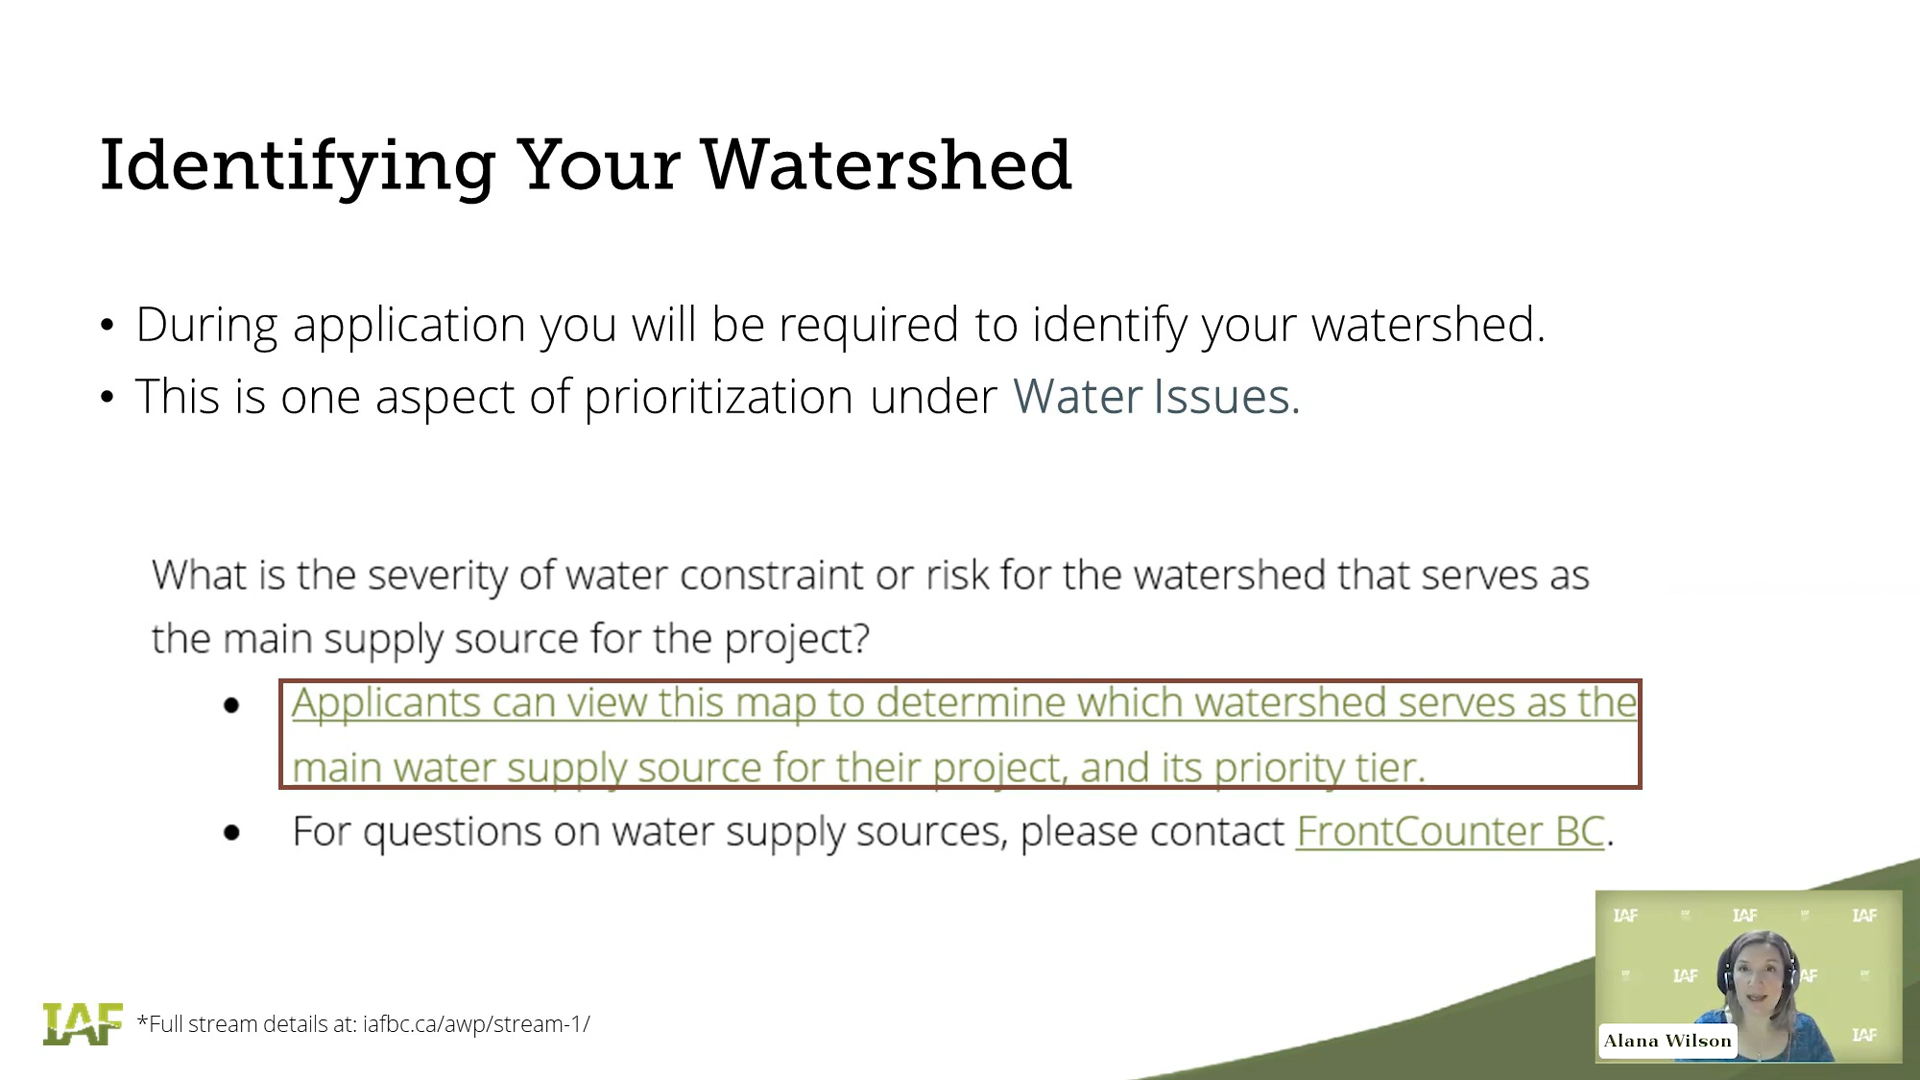 Identifying Your Watershed
• During application you will be required to identify your watershed.
• This is one aspect of prioritization under Water Issues.
What is the severity of water constraint or risk for the watershed that serves as
the main supply source for the project?
• Applicants can view this map to determine which watershed serves as the
main water supply source for their project, and its priority tier.
• For questions on water supply sources, please contact FrontCounter BC.
IAF *Full stream details at: iafbc.ca/awp/stream-1/
IAF IAF IAF
IAF AF
IAF
Alana Wilson